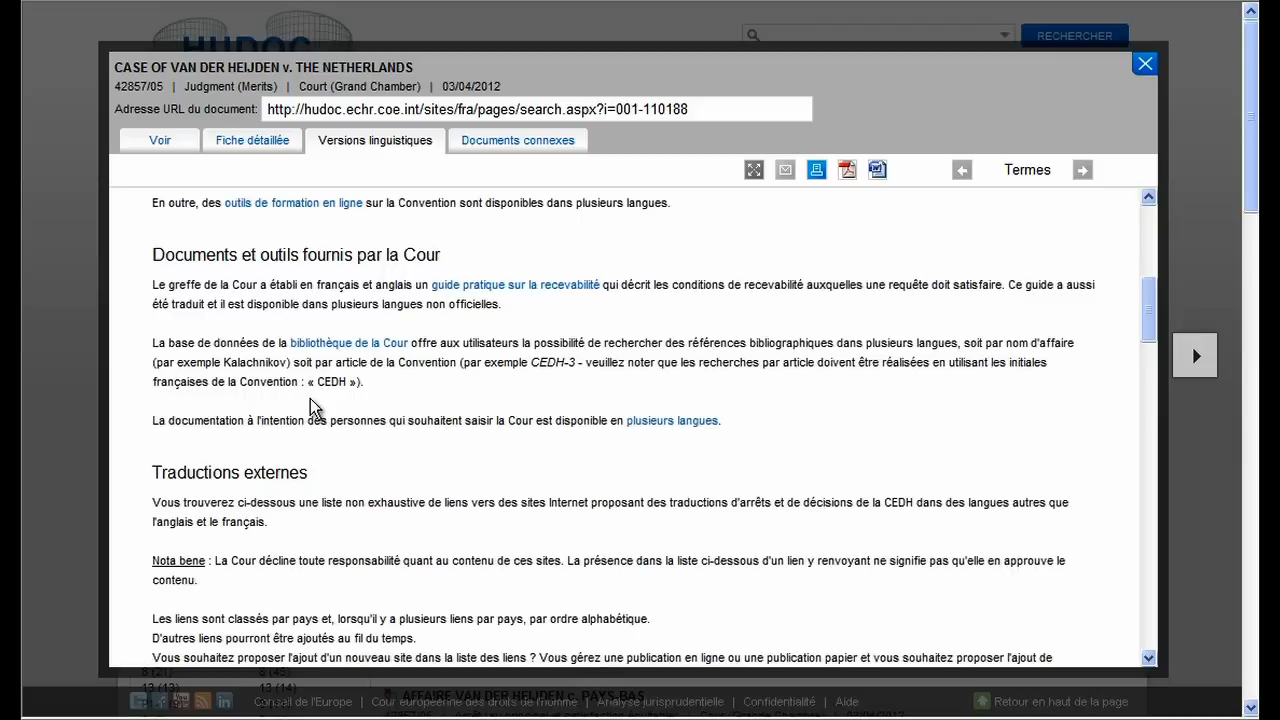 HUDOC
RECHERCHER
CASE OF VAN DER HEIJDEN v. THE NETHERLANDS
42857/05 | Judgment (Merits) | Court (Grand Chamber) | 03/04/2012
Adresse URL du document: http://hudoc.echr.coe.int/sites/fra/pages/search.aspx?i=001-110188
Voir Fiche détaillée Versions linguistiques Documents connexes
Termes
En outre, des outils de formation en ligne sur la Convention sont disponibles dans plusieurs langues.
Documents et outils fournis par la Cour
Le greffe de la Cour a établi en français et anglais un guide pratique sur la recevabilité qui décrit les conditions de recevabilité auxquelles une requête doit satisfaire. Ce guide a aussi
été traduit et il est disponible dans plusieurs langues non officielles.
La base de données de la bibliothèque de la Cour offre aux utilisateurs la possibilité de rechercher des références bibliographiques dans plusieurs langues, soit par nom d'affaire
(par exemple Kalachnikov) soit par article de la Convention (par exemple CEDH-3 - veuillez noter que les recherches par article doivent être réalisées en utilisant les initiales
françaises de la Convention : « CEDH »).
La documentation à l'intention des personnes qui souhaitent saisir la Cour est disponible en plusieurs langues.
Traductions externes
Vous trouverez ci-dessous une liste non exhaustive de liens vers des sites Internet proposant des traductions d'arrêts et de décisions de la CEDH dans des langues autres que
l'anglais et le français.
Nota bene : La Cour décline toute responsabilité quant au contenu de ces sites. La présence dans la liste ci-dessous d'un lien y renvoyant ne signifie pas qu'elle en approuve le
contenu.
Les liens sont classés par pays et, lorsqu'il y a plusieurs liens par pays, par ordre alphabétique.
D'autres liens pourront être ajoutés au fil du temps.
Vous souhaitez proposer l'ajout d'un nouveau site dans la liste des liens ? Vous gérez une publication en ligne ou une publication papier et vous souhaitez proposer l'ajout de
13 (13) 13 (14)
AFFAIRE VAN DER HEIJDEN c. PAYS-BAS
Conseil de l'Europe | Cour européenne des droits de l'homme | Analyse jurisprudentielle | Confidentialité | Aide Retour en haut de la page